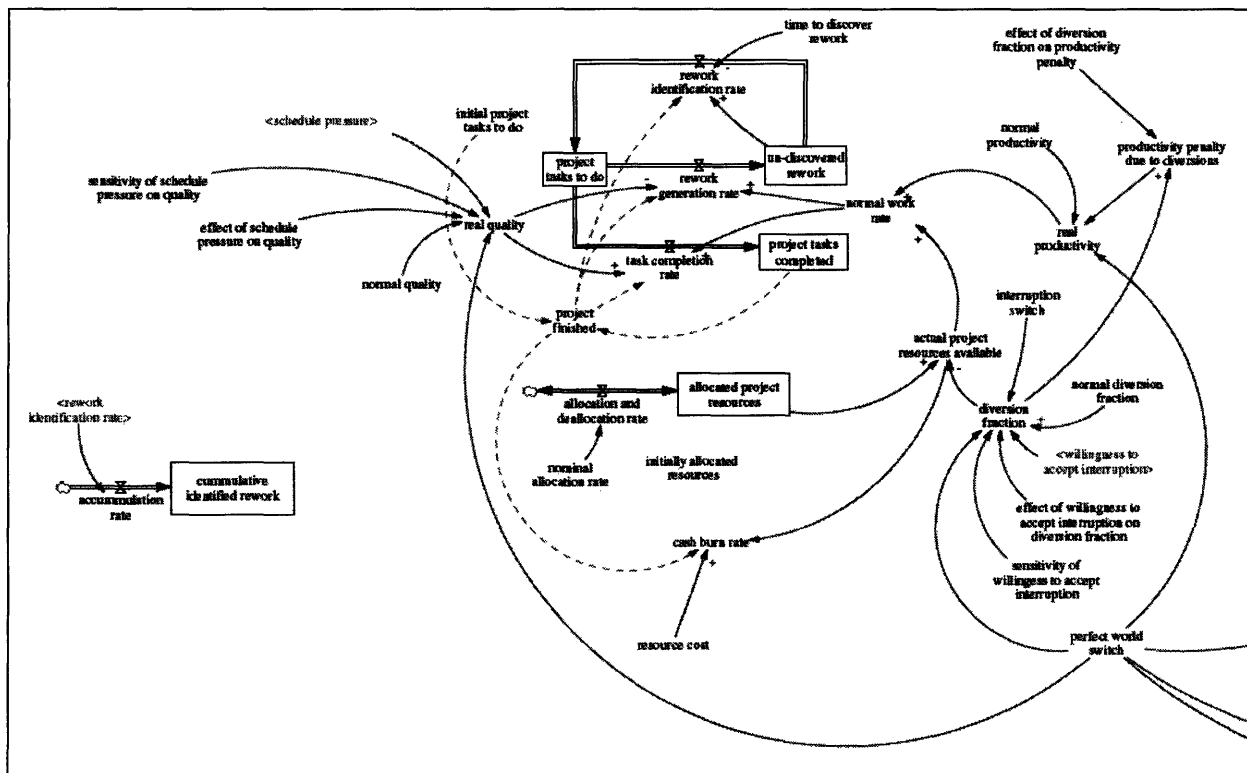 time to discover
rework
effect of diversion
fraction on productivity
penalty
rework
identification rate
initial project
tasks to do
<schedule pressure>
normal
productivity
productivity penalty
due to diversions
project
tasks to do
rework
generation rate
un-discovered
rework
sensitivity of schedule
pressure on quality
normal work
rate
effect of schedule
pressure on quality
real quality
real
productivity
task completion
rate
project tasks
completed
normal quality
interruption
switch
project
finished
actual project
resources available
allocation and
deallocation rate
allocated project
resources
normal diversion
fraction
<rework
identification rate>
diversion
fraction
nominal
allocation rate
initially allocated
resources
<willingness to
accept interruption>
accummulation
rate
cummulative
identified rework
effect of willingness to
accept interruption on
diversion fraction
cash burn rate
sensitivity of
willingess to accept
interruption
resource cost
perfect world
switch